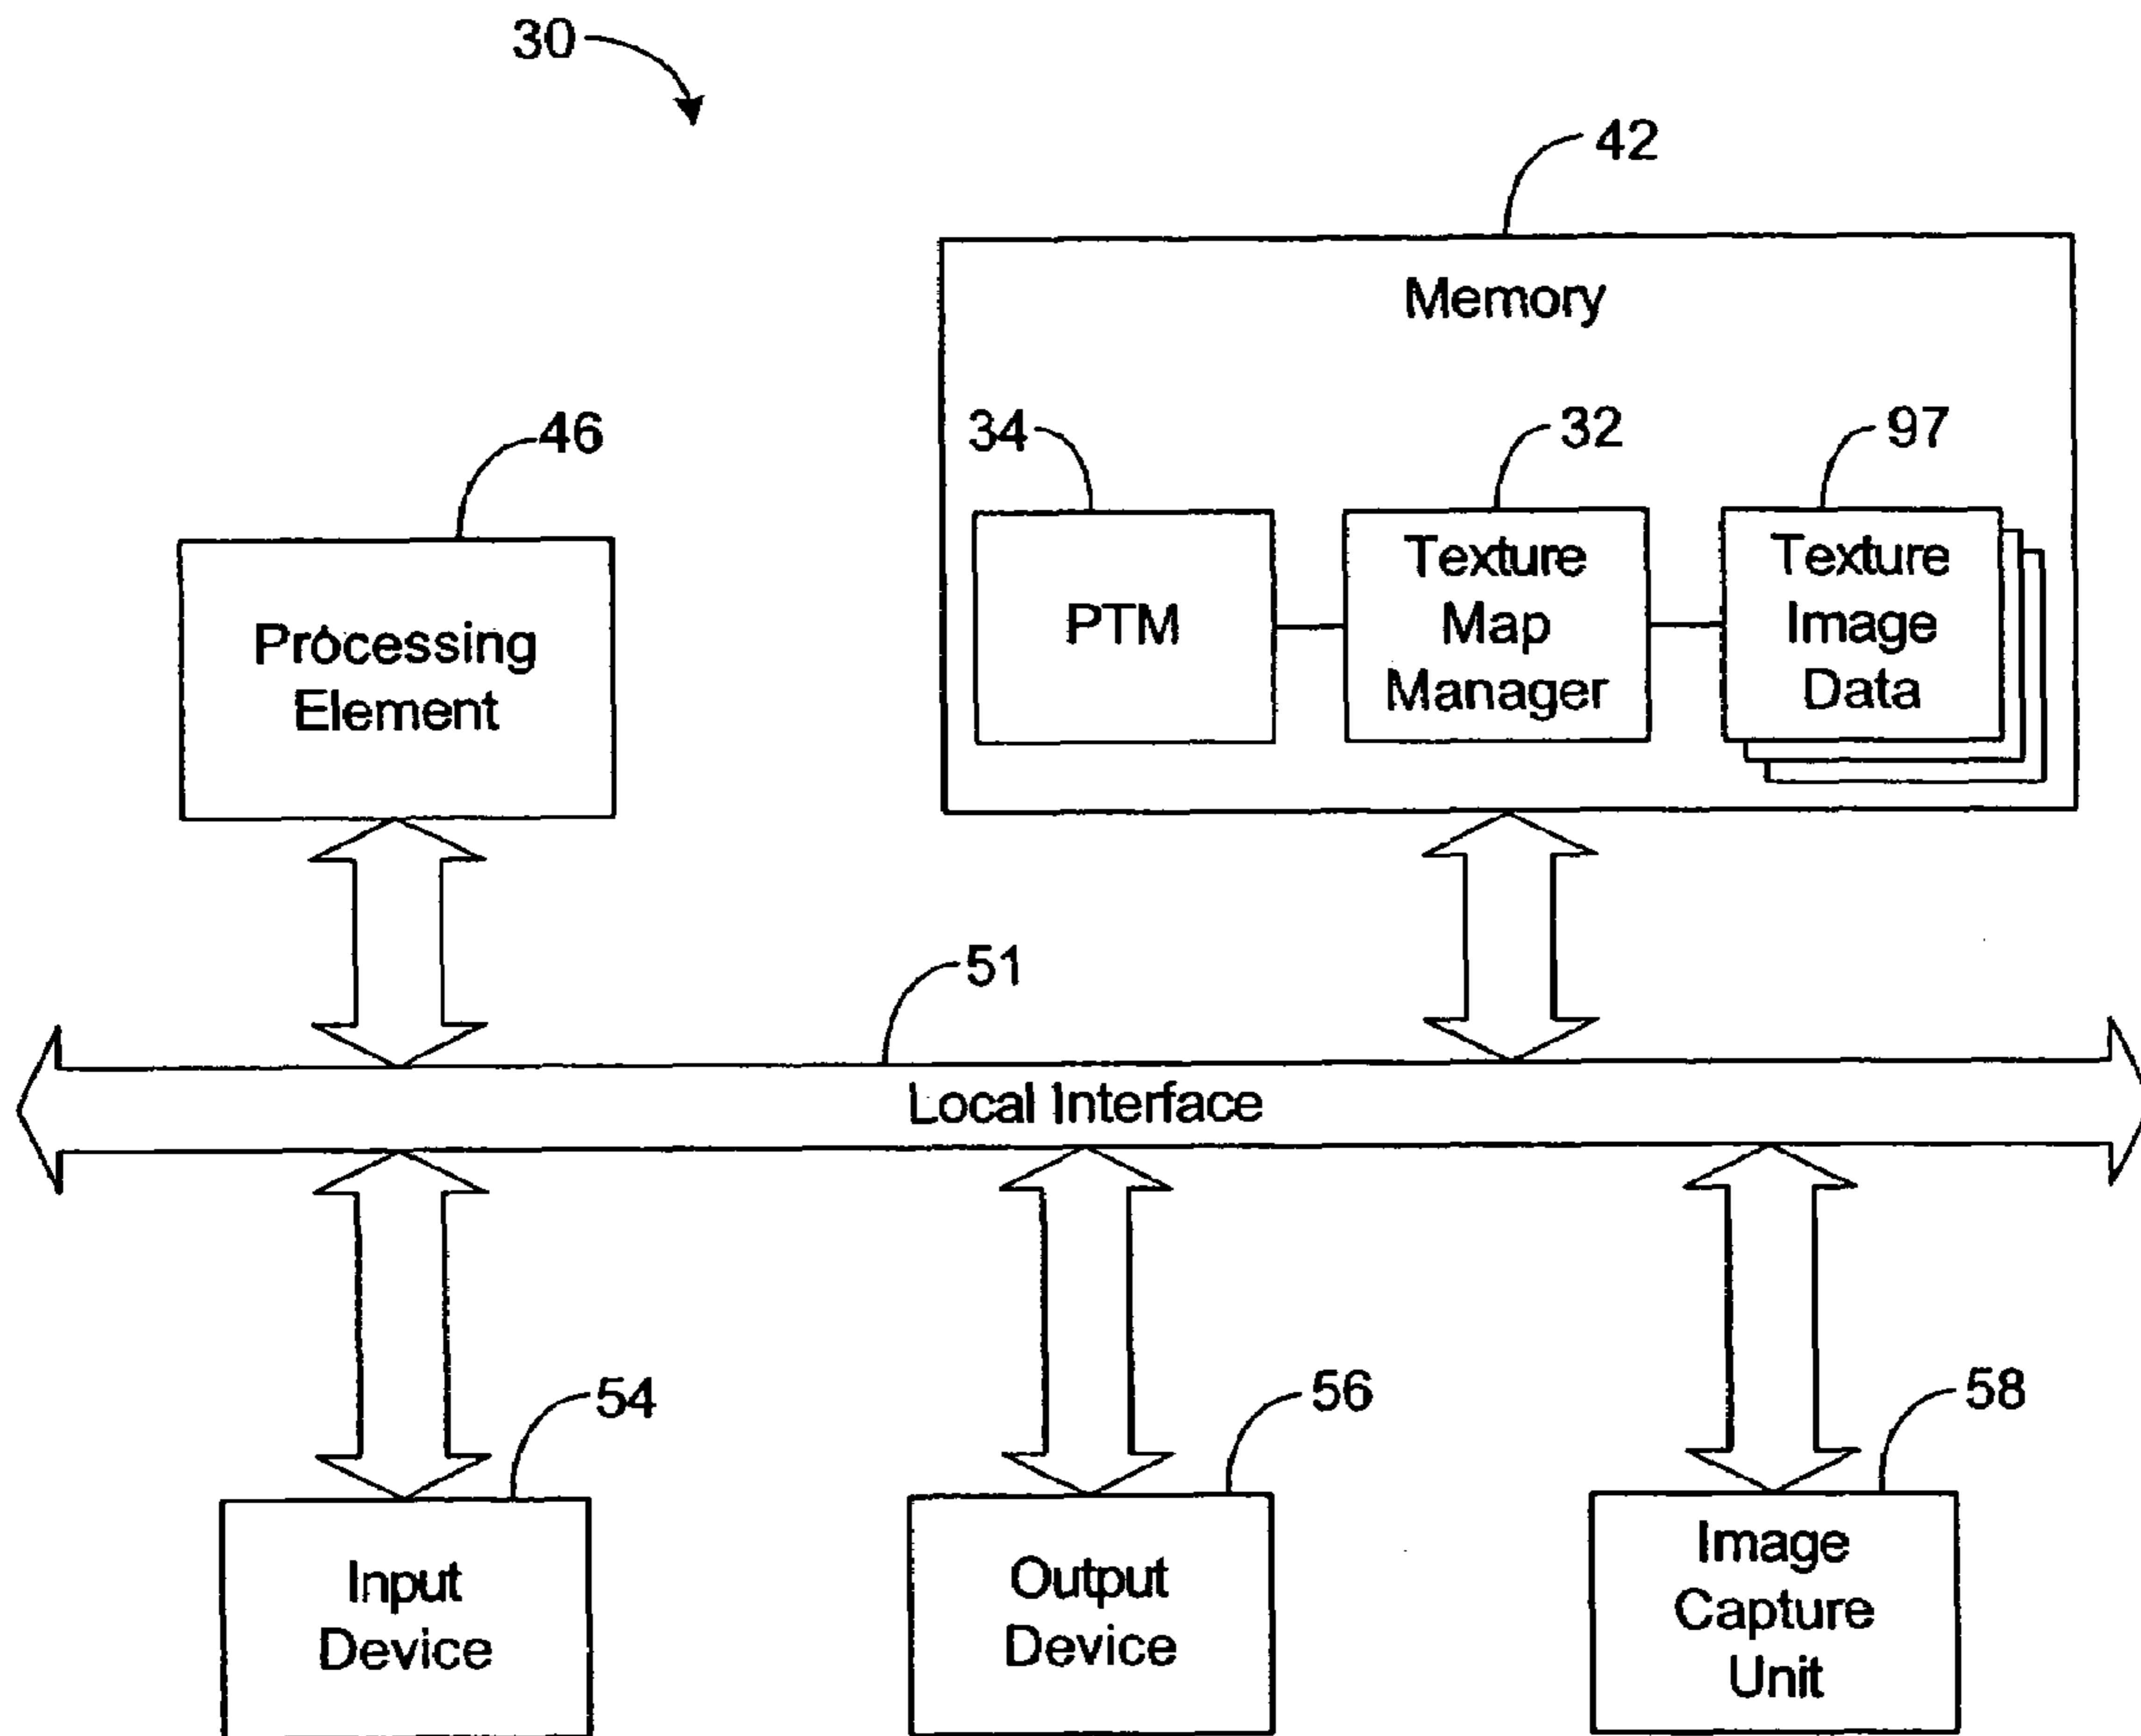 30
42
Memory
34
32
97
46
PTM
Texture
Map
Manager
Texture
Image
Data
Processing
Element
51
Local Interface
54
56
58
Input
Device
Output
Device
Image
Capture
Unit